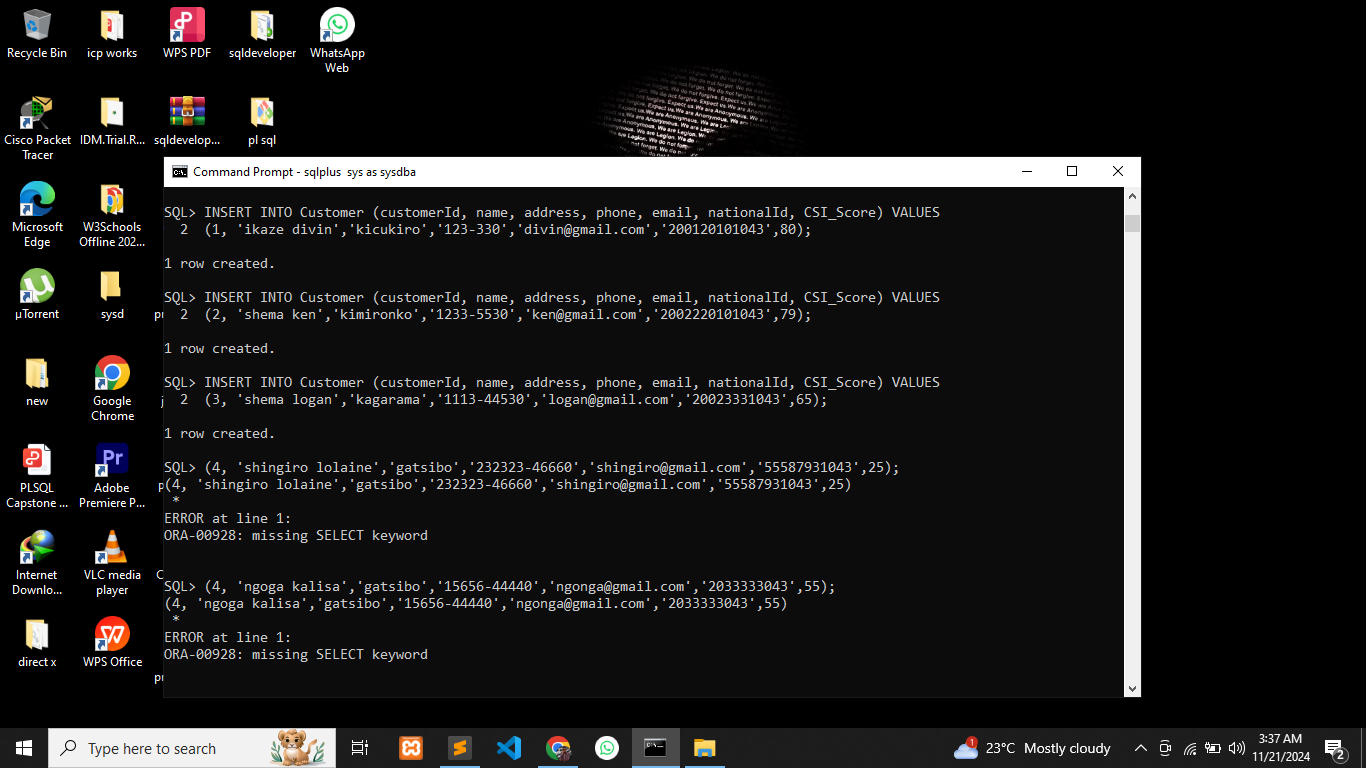 Recycle Bin
icp works
WPS PDF
sqldeveloper
WhatsApp
Web
Cisco Packet
Tracer
IDM.Trial.R...
sqldevelop...
pl sql
Microsoft
Edge
W3Schools
Offline 202...
µTorrent
sysd
new
Google
Chrome
PLSQL
Capstone ...
Adobe
Premiere P...
Internet
Downlo...
VLC media
player
direct x
WPS Office
Command Prompt - sqlplus  sys as sysdba
SQL> INSERT INTO Customer (customerId, name, address, phone, email, nationalId, CSI_Score) VALUES
  2  (1, 'ikaze divin','kicukiro','123-330','divin@gmail.com','200120101043',80);
1 row created.
SQL> INSERT INTO Customer (customerId, name, address, phone, email, nationalId, CSI_Score) VALUES
  2  (2, 'shema ken','kimironko','1233-5530','ken@gmail.com','2002220101043',79);
1 row created.
SQL> INSERT INTO Customer (customerId, name, address, phone, email, nationalId, CSI_Score) VALUES
  2  (3, 'shema logan','kagarama','1113-44530','logan@gmail.com','20023331043',65);
1 row created.
SQL> (4, 'shingiro lolaine','gatsibo','232323-46660','shingiro@gmail.com','55587931043',25);
(4, 'shingiro lolaine','gatsibo','232323-46660','shingiro@gmail.com','55587931043',25)
 *
ERROR at line 1:
ORA-00928: missing SELECT keyword
SQL> (4, 'ngoga kalisa','gatsibo','15656-44440','ngonga@gmail.com','2033333043',55);
(4, 'ngoga kalisa','gatsibo','15656-44440','ngonga@gmail.com','2033333043',55)
 *
ERROR at line 1:
ORA-00928: missing SELECT keyword
Type here to search
1
23°C Mostly cloudy
3:37 AM
11/21/2024
2